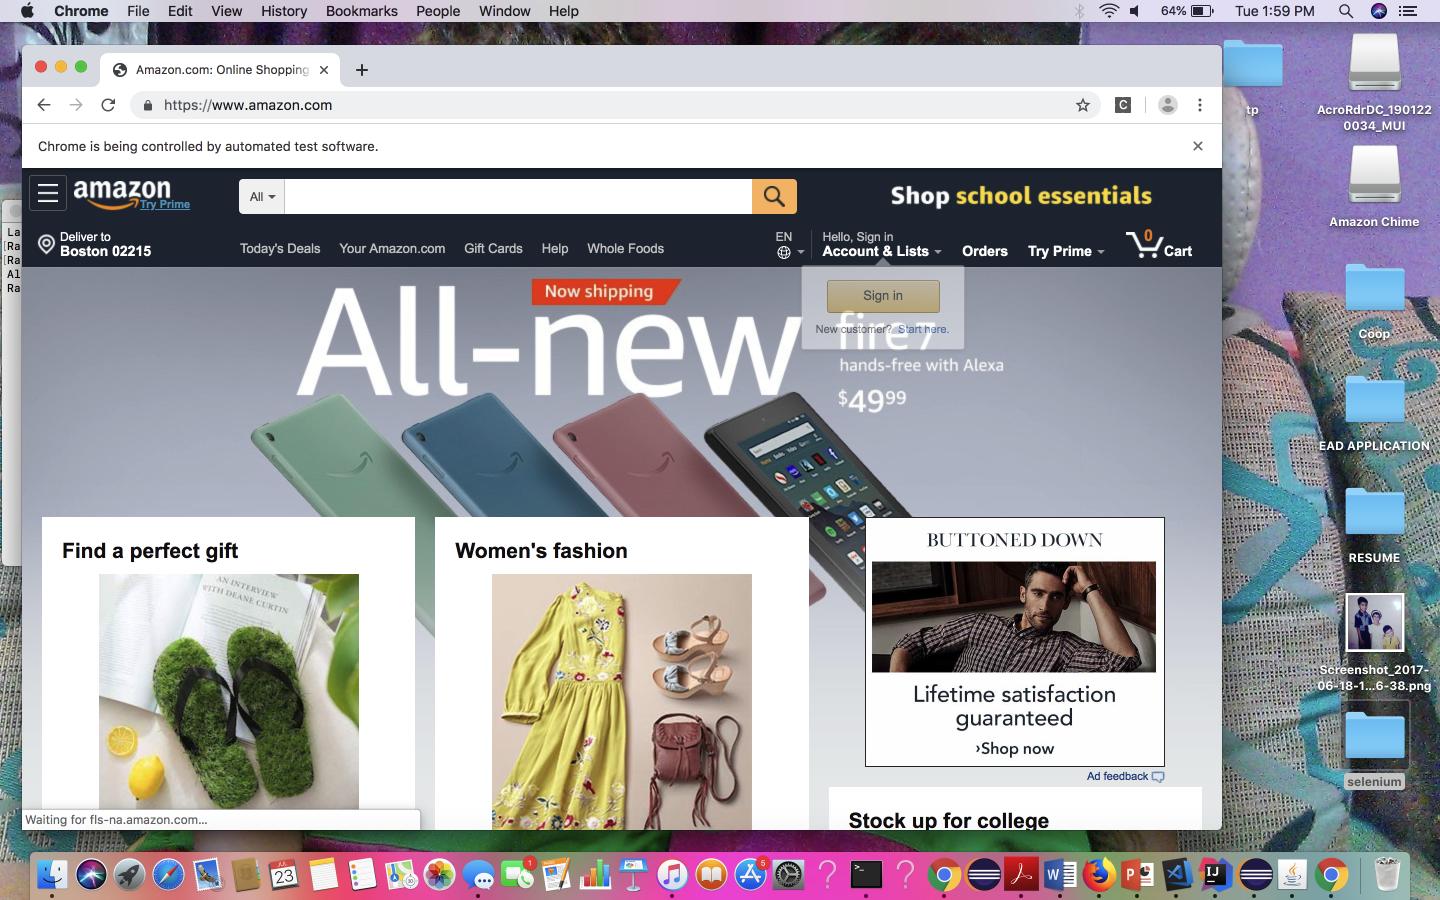 Chrome File Edit View History Bookmarks People Window Help
64% Tue 1:59 PM
Amazon.com: Online Shopping
https://www.amazon.com
Chrome is being controlled by automated test software.
amazon
Try Prime
All
Shop school essentials
Deliver to
Boston 02215
Today's Deals Your Amazon.com Gift Cards Help Whole Foods
EN
Hello, Sign in
Account & Lists
Orders
Try Prime
0
Cart
Sign in
New customer? Start here.
Now shipping
All-new
fire 7
hands-free with Alexa
$49.99
Find a perfect gift
AN INTERVIEW
WITH DEANE CURTIN
Women's fashion
BUTTONED DOWN
Lifetime satisfaction
guaranteed
›Shop now
Ad feedback
Stock up for college
Waiting for fls-na.amazon.com...
La
[Ra
[Ra
Al
Ra
tp
AcroRdrDC_190122
0034_MUI
Amazon Chime
Coop
EAD APPLICATION
RESUME
Screenshot_2017-
06-18-1...6-38.png
selenium
JUL
23
1
5